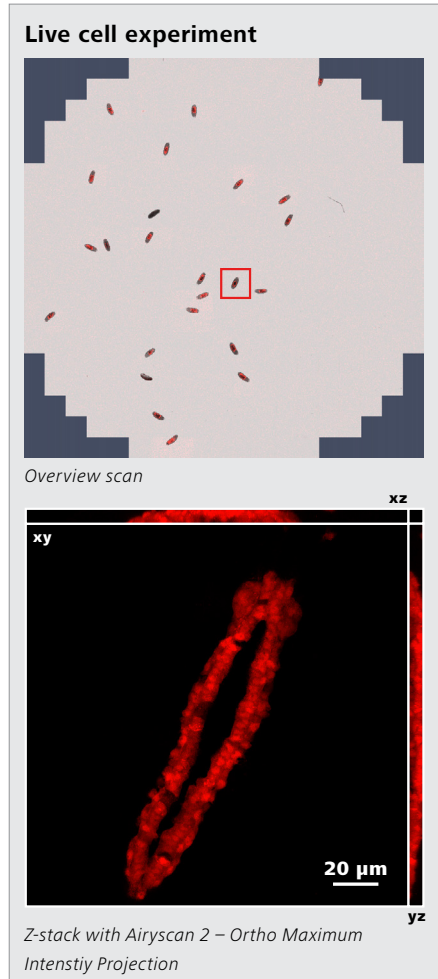 Live cell experiment
Overview scan
xz
xy
20 µm
yz
Z-stack with Airyscan 2 – Ortho Maximum
Intenstiy Projection